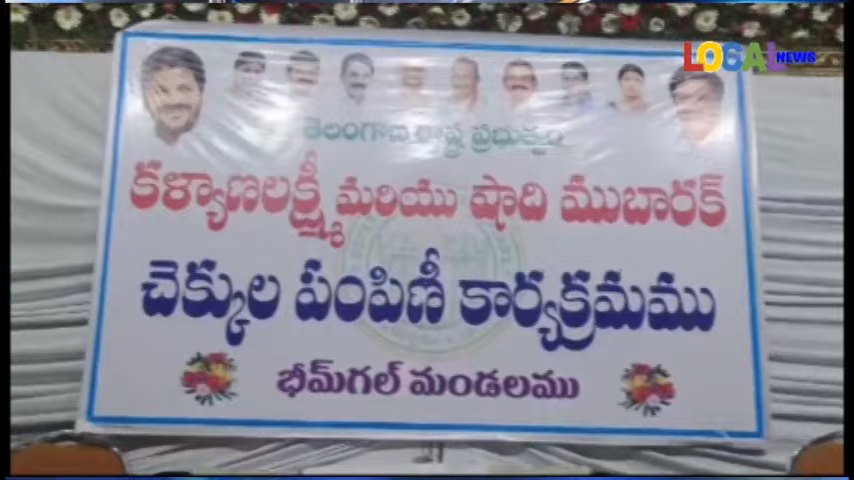 LOCAL NEWS
తెలంగాణ రాష్ట్ర ప్రభుత్వం
కళ్యాణలక్ష్మీ మరియు షాది ముబారక్
చెక్కుల పంపిణీ కార్యక్రమము
భీమ్‌గల్ మండలము